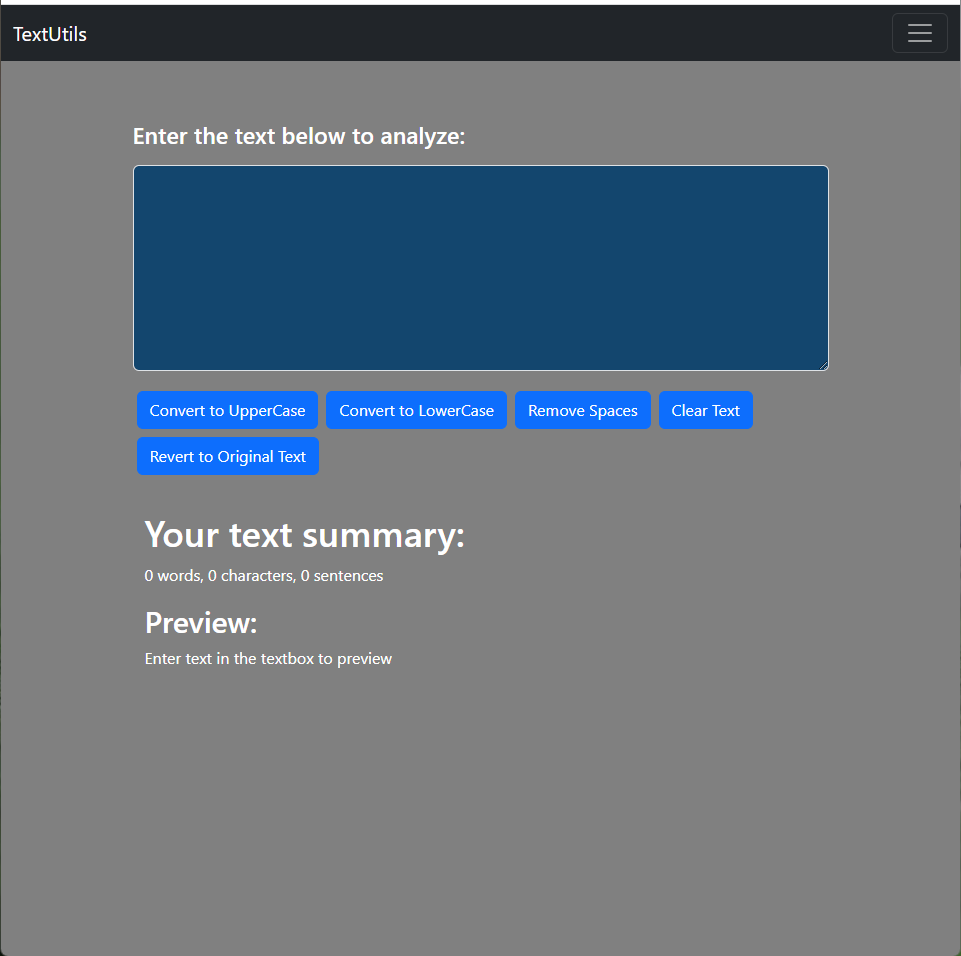 TextUtils
Enter the text below to analyze:
Convert to UpperCase Convert to LowerCase Remove Spaces Clear Text
Revert to Original Text
Your text summary:
0 words, 0 characters, 0 sentences
Preview:
Enter text in the textbox to preview